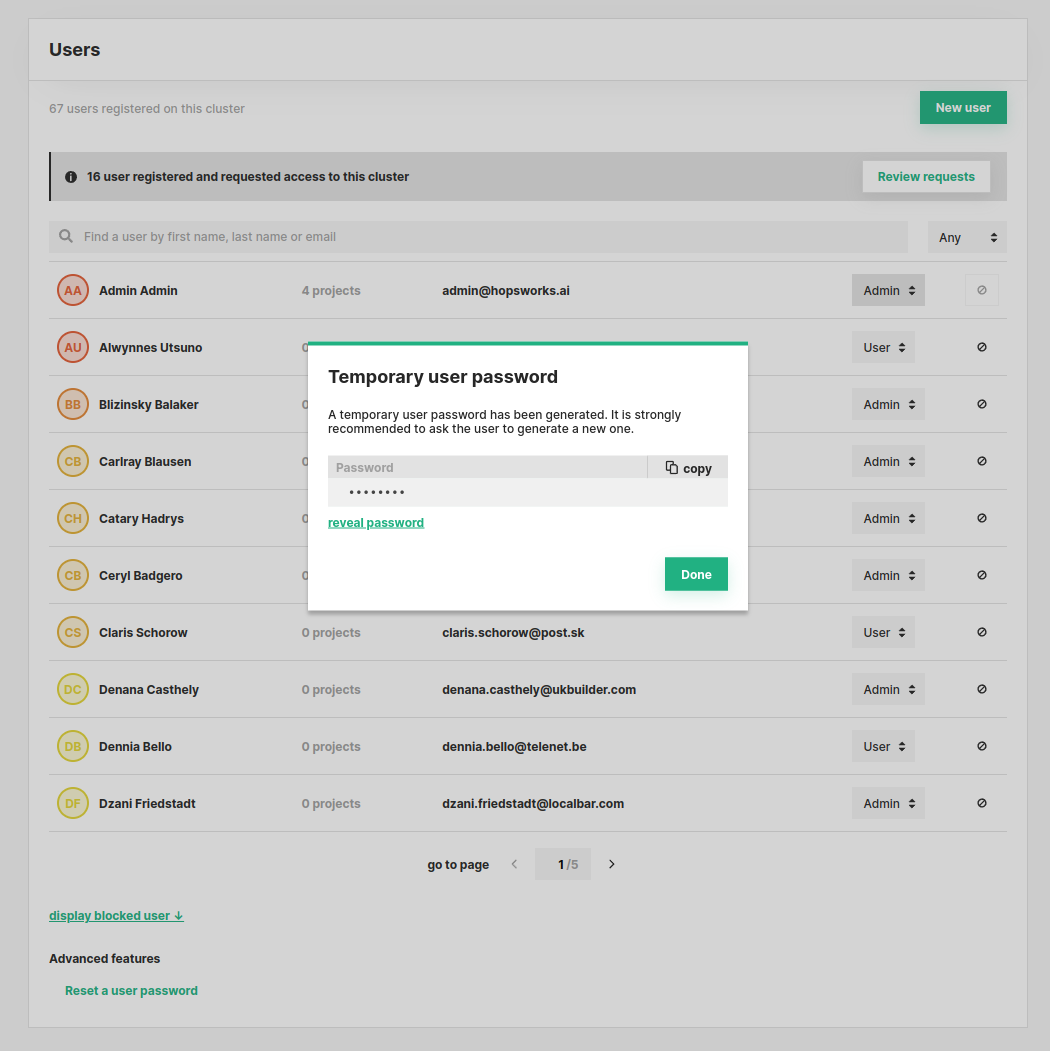 Users
67 users registered on this cluster
New user
16 user registered and requested access to this cluster
Review requests
Find a user by first name, last name or email
Any
AA Admin Admin 4 projects admin@hopsworks.ai Admin
AU Alwynnes Utsuno User
BB Blizinsky Balaker Admin
CB Carlray Blausen Admin
CH Catary Hadrys Admin
CB Ceryl Badgero Admin
Temporary user password
A temporary user password has been generated. It is strongly
recommended to ask the user to generate a new one.
Password copy
••••••••
reveal password
Done
CS Claris Schorow 0 projects claris.schorow@post.sk User
DC Denana Casthely 0 projects denana.casthely@ukbuilder.com Admin
DB Dennia Bello 0 projects dennia.bello@telenet.be User
DF Dzani Friedstadt 0 projects dzani.friedstadt@localbar.com Admin
go to page 1/5
display blocked user ↓
Advanced features
Reset a user password